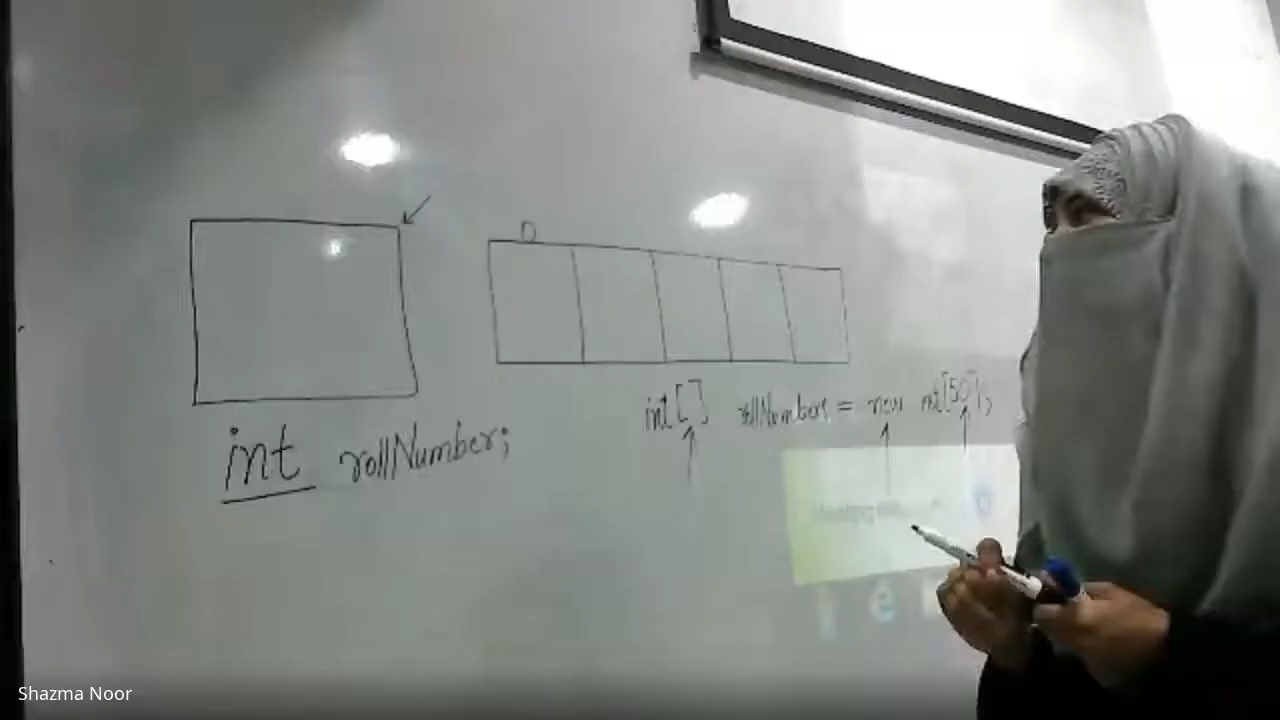 0
int[ ] rollNumbers = new int[50];
int rollNumber;
Shazma Noor